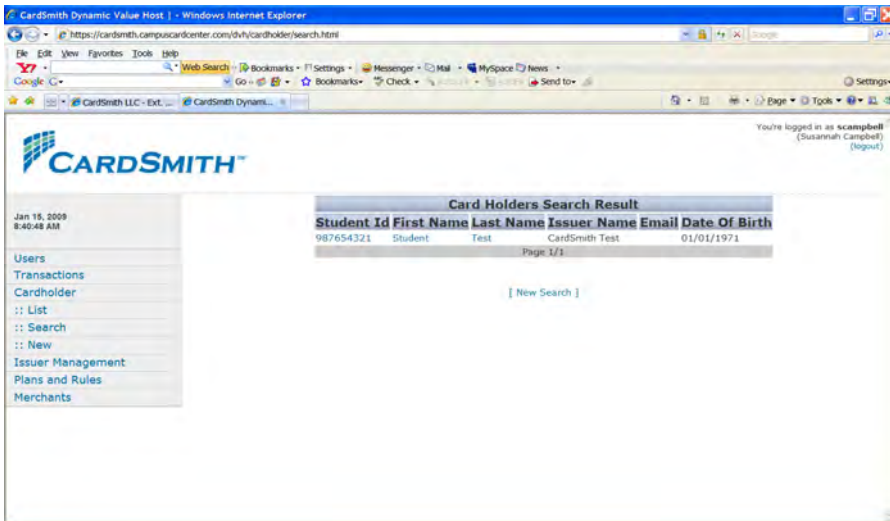 CardSmith Dynamic Value Host | - Windows Internet Explorer
https://cardsmith.campuscardcenter.com/dvh/cardholder/search.html
Google
File Edit View Favorites Tools Help
Y7 Web Search Bookmarks Settings Messenger Mail MySpace News
Google G Go Bookmarks Check Send to Settings
CardSmith LLC - Ext. ... CardSmith Dynami... Page Tools
You're logged in as scampbell
(Susannah Campbell)
(logout)
CARDSMITH
Jan 15, 2009
8:40:48 AM
Users
Transactions
Cardholder
:: List
:: Search
:: New
Issuer Management
Plans and Rules
Merchants
Card Holders Search Result
Student Id First Name Last Name Issuer Name Email Date Of Birth
987654321 Student Test CardSmith Test 01/01/1971
Page 1/1
[ New Search ]